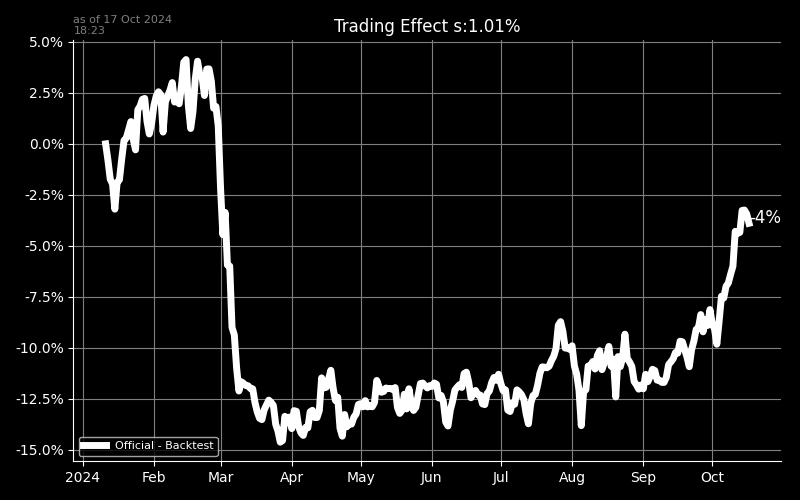 as of 17 Oct 2024
18:23
Trading Effect s:1.01%
5.0%
2.5%
0.0%
-2.5%
-5.0%
-7.5%
-10.0%
-12.5%
-15.0%
-4%
Official - Backtest
2024 Feb Mar Apr May Jun Jul Aug Sep Oct